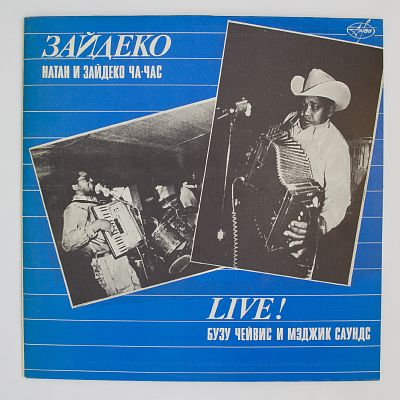 ЗАЙДЕКО
НАТАН И ЗАЙДЕКО ЧА-ЧАС
LIVE!
БУЗУ ЧЕЙВИС И МЭДЖИК САУНДС